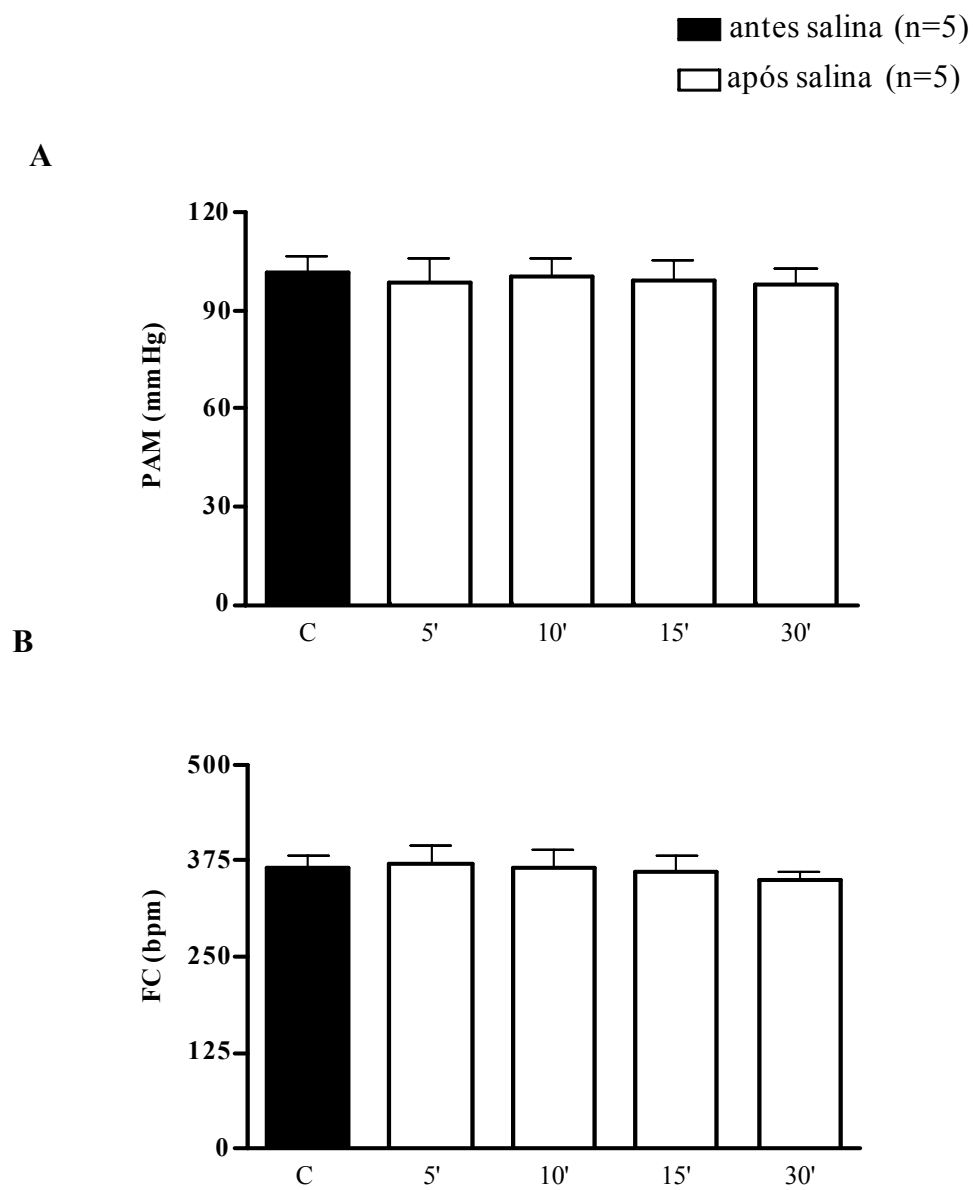 antes salina (n=5)
após salina (n=5)
A
120
90
60
30
0
PAM (mm Hg)
C 5' 10' 15' 30'
B
500
375
250
125
0
FC (bpm)
C 5' 10' 15' 30'